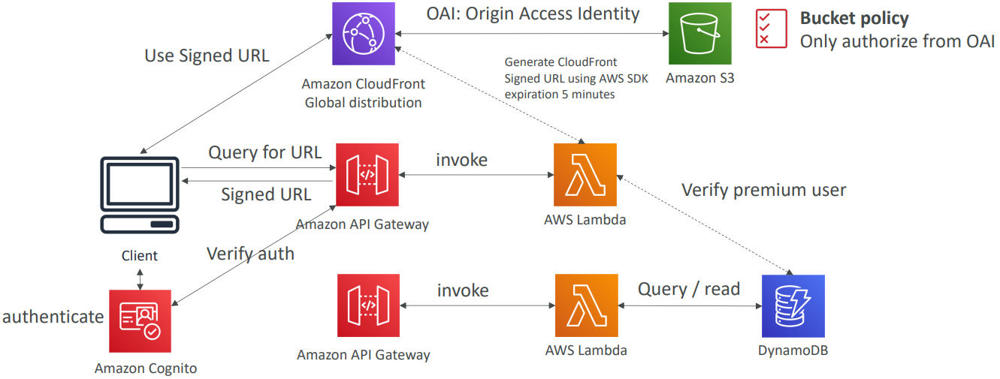 OAI: Origin Access Identity
Bucket policy
Only authorize from OAI
Use Signed URL
Generate CloudFront
Signed URL using AWS SDK
expiration 5 minutes
Amazon CloudFront
Global distribution
Amazon S3
Query for URL
invoke
Signed URL
Verify premium user
Amazon API Gateway
AWS Lambda
Client
Verify auth
invoke
Query / read
authenticate
Amazon API Gateway
AWS Lambda
DynamoDB
Amazon Cognito